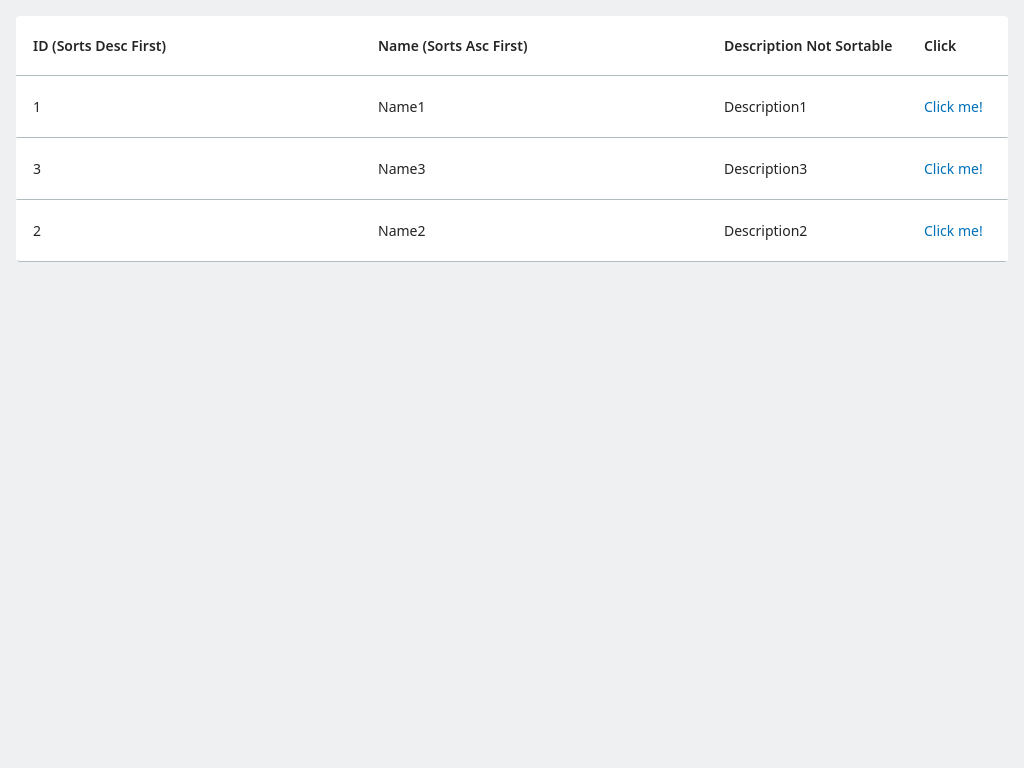 ID (Sorts Desc First) Name (Sorts Asc First) Description Not Sortable Click
1 Name1 Description1 Click me!
3 Name3 Description3 Click me!
2 Name2 Description2 Click me!